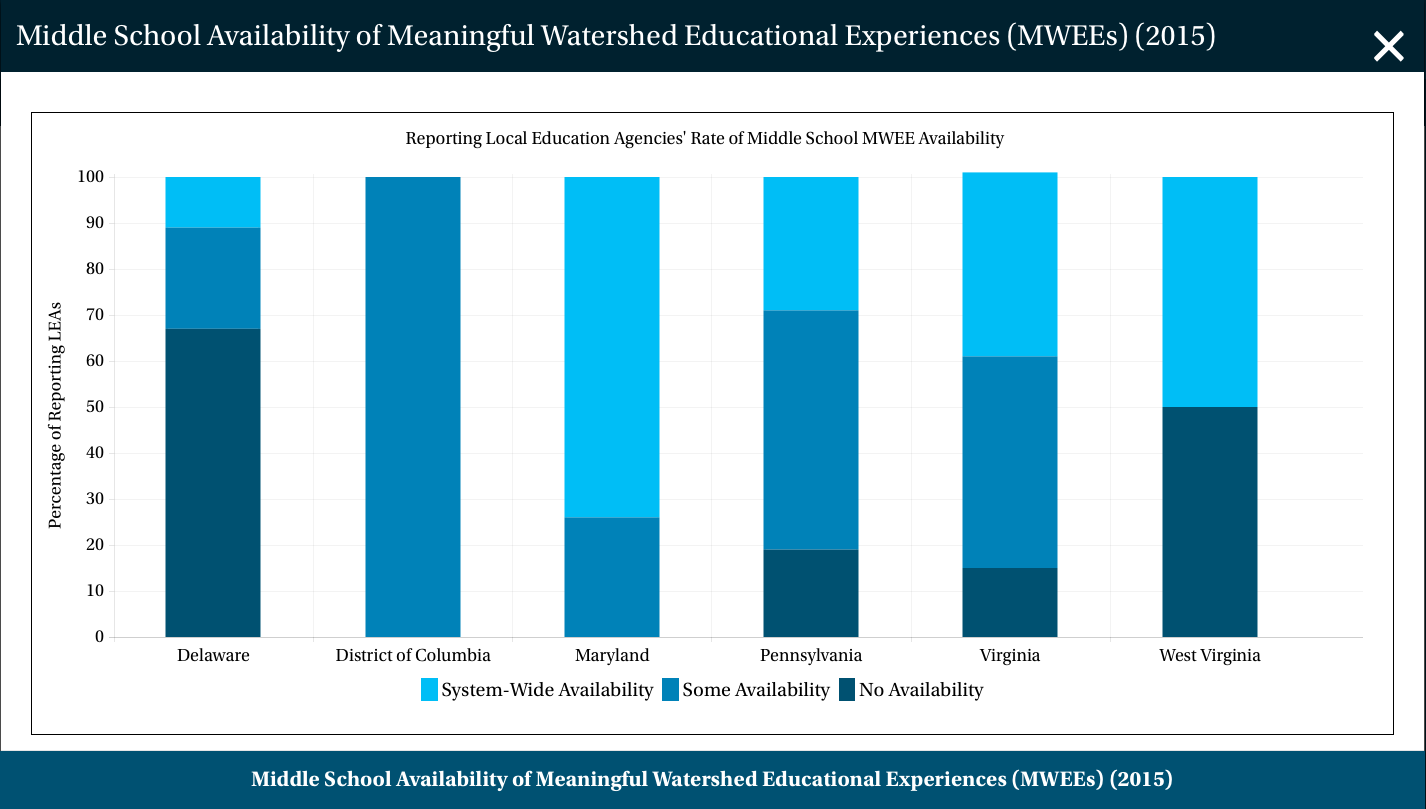 Middle School Availability of Meaningful Watershed Educational Experiences (MWEEs) (2015)
Reporting Local Education Agencies' Rate of Middle School MWEE Availability
Percentage of Reporting LEAs
100
90
80
70
60
50
40
30
20
10
0
Delaware District of Columbia Maryland Pennsylvania Virginia West Virginia
System-Wide Availability Some Availability No Availability
Middle School Availability of Meaningful Watershed Educational Experiences (MWEEs) (2015)